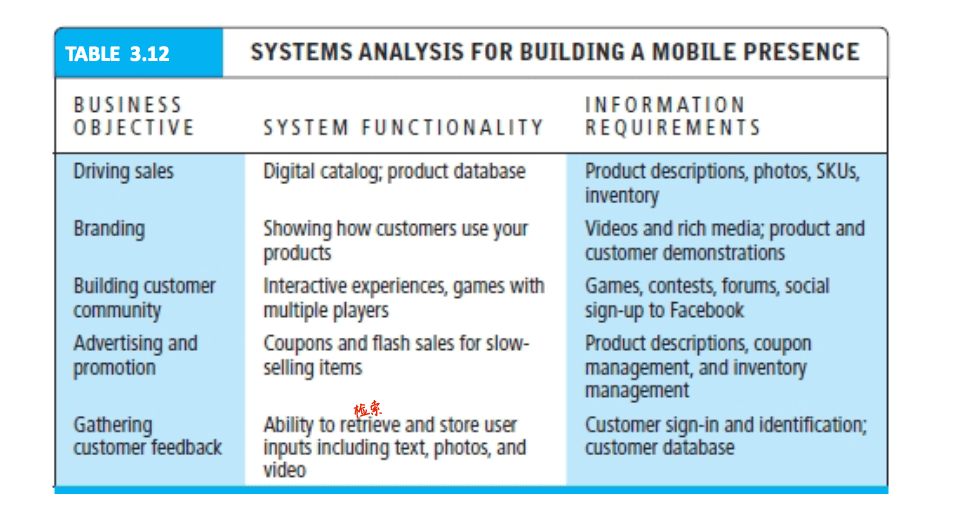 TABLE 3.12
SYSTEMS ANALYSIS FOR BUILDING A MOBILE PRESENCE
BUSINESS
OBJECTIVE
SYSTEM FUNCTIONALITY
INFORMATION
REQUIREMENTS
Driving sales
Digital catalog; product database
Product descriptions, photos, SKUs,
inventory
Branding
Showing how customers use your
products
Videos and rich media; product and
customer demonstrations
Building customer
community
Interactive experiences, games with
multiple players
Games, contests, forums, social
sign-up to Facebook
Advertising and
promotion
Coupons and flash sales for slow-
selling items
Product descriptions, coupon
management, and inventory
management
Gathering
customer feedback
检索
Ability to retrieve and store user
inputs including text, photos, and
video
Customer sign-in and identification;
customer database